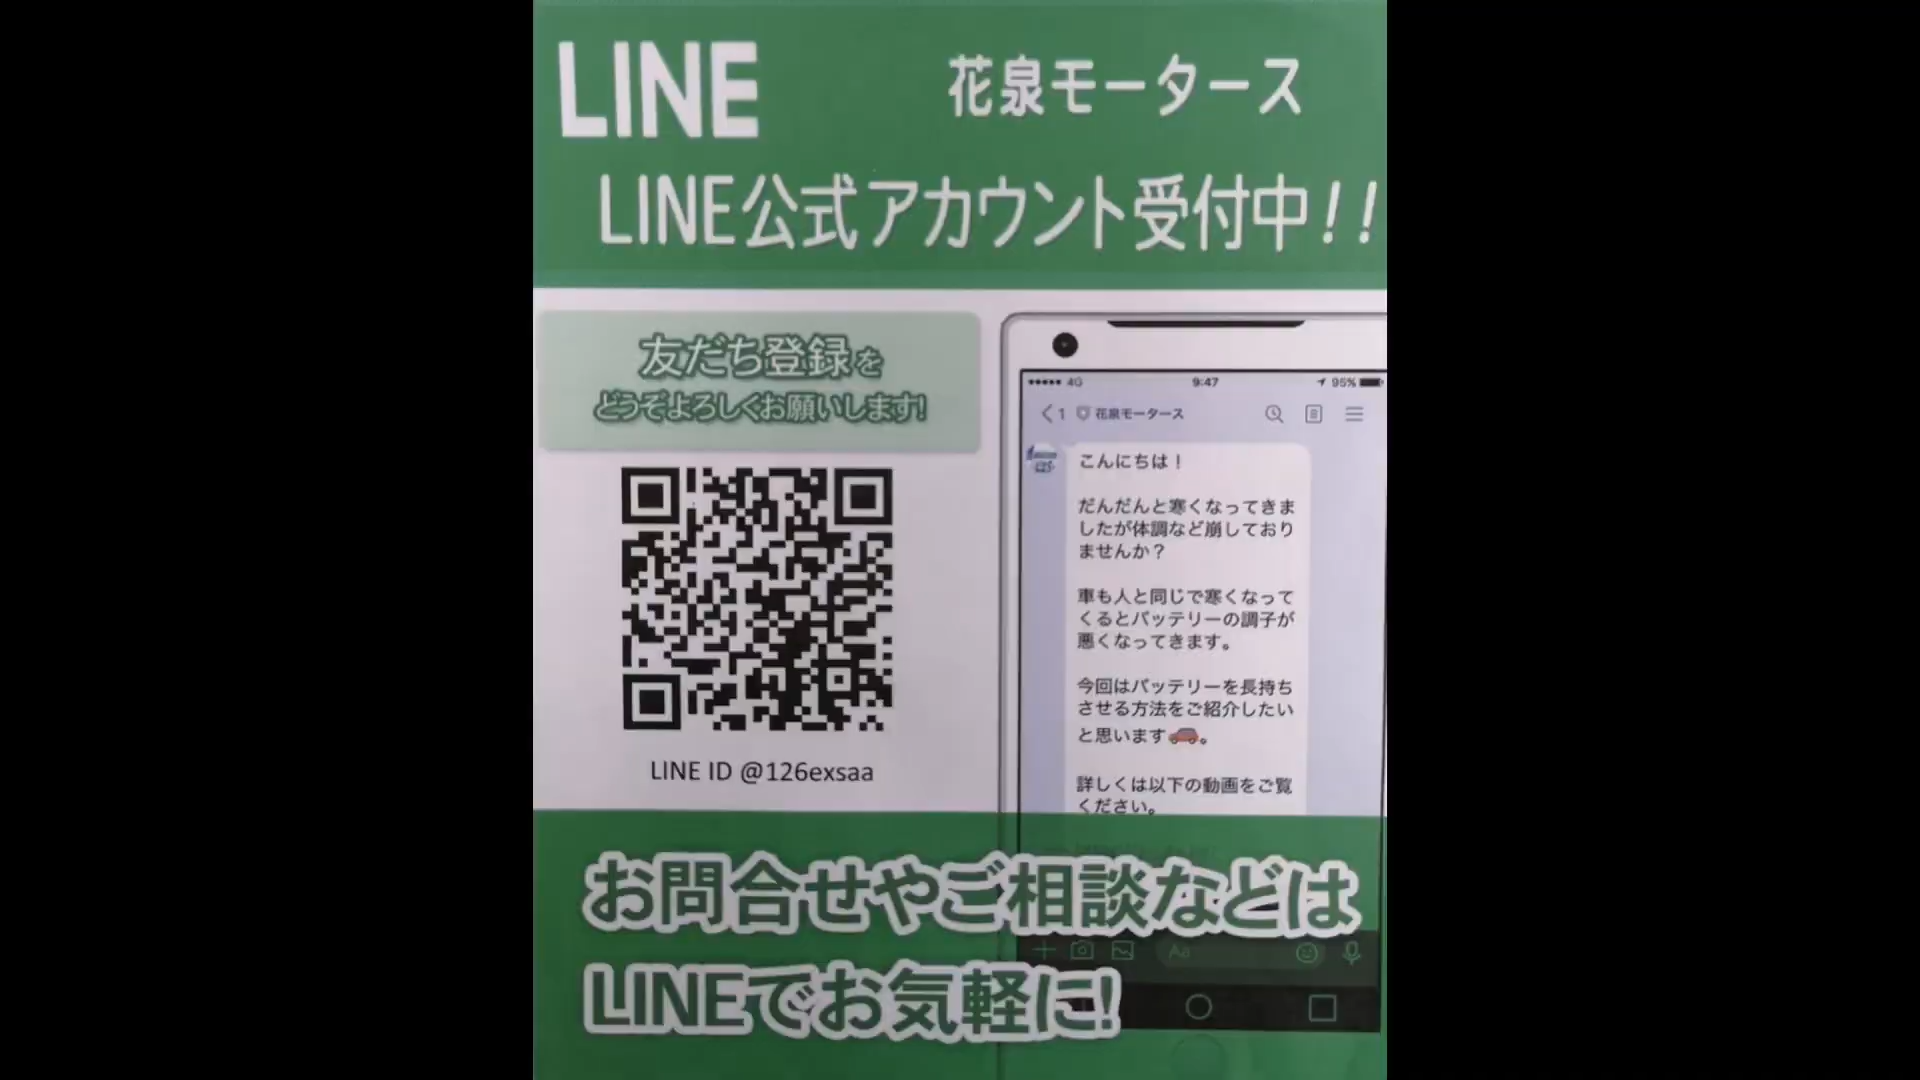 LINE
花泉モータース
LINE公式アカウント受付中!!
友だち登録を
どうぞよろしくお願いします!
LINE ID @126exsaa
4G 9:47 95%
1 花泉モータース
こんにちは！
だんだんと寒くなってきま
したが体調など崩しており
ませんか？
車も人と同じで寒くなって
くるとバッテリーの調子が
悪くなってきます。
今回はバッテリーを長持ち
させる方法をご紹介したい
と思います🚗。
詳しくは以下の動画をご覧
ください。
Aa
お問合せやご相談などは
LINEでお気軽に!